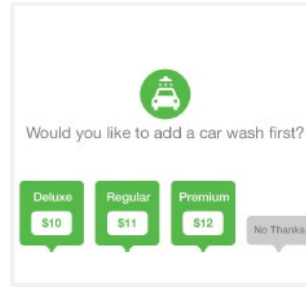 Would you like to add a car wash first?
Deluxe Regular Premium
$10 $11 $12 No Thanks